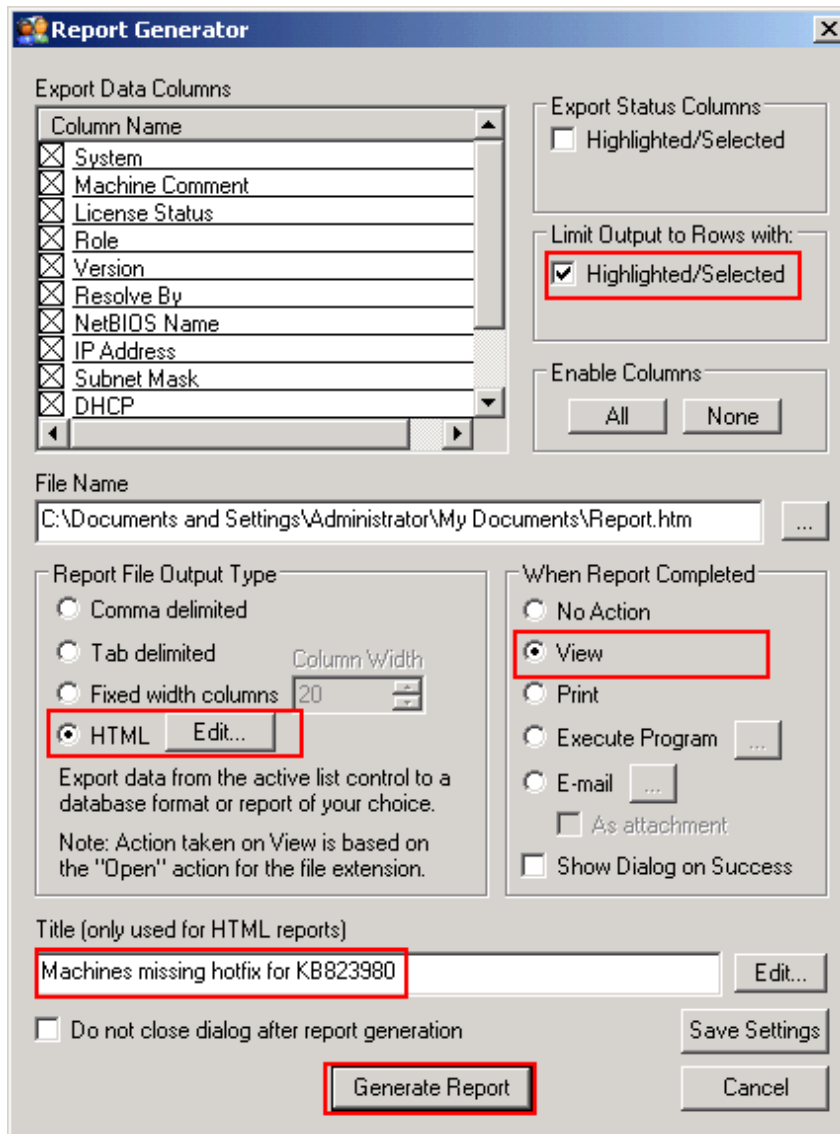 Report Generator
Export Data Columns
Column Name
System
Machine Comment
License Status
Role
Version
Resolve By
NetBIOS Name
IP Address
Subnet Mask
DHCP
Export Status Columns
Highlighted/Selected
Limit Output to Rows with:
Highlighted/Selected
Enable Columns
All None
File Name
C:\Documents and Settings\Administrator\My Documents\Report.htm ...
Report File Output Type
Comma delimited
Tab delimited
Column Width
Fixed width columns 20
HTML Edit...
Export data from the active list control to a
database format or report of your choice.
Note: Action taken on View is based on
the "Open" action for the file extension.
When Report Completed
No Action
View
Print
Execute Program ...
E-mail ...
As attachment
Show Dialog on Success
Title (only used for HTML reports)
Machines missing hotfix for KB823980 Edit...
Do not close dialog after report generation Save Settings
Generate Report Cancel